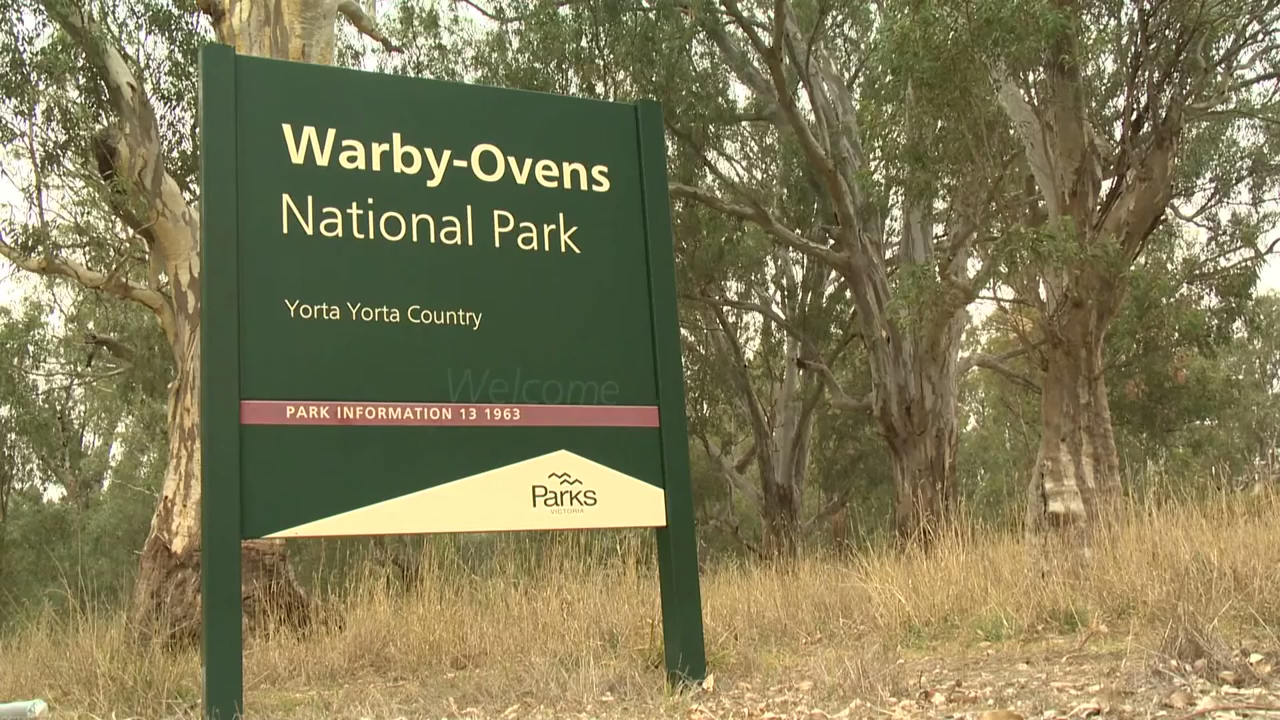 Warby-Ovens
National Park
Yorta Yorta Country
Welcome
PARK INFORMATION 13 1963
Parks
VICTORIA